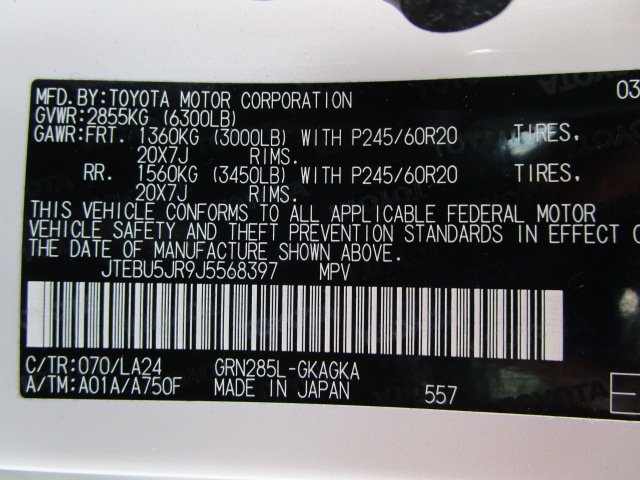 MFD.BY:TOYOTA MOTOR CORPORATION 03
GVWR:2855KG (6300LB)
GAWR:FRT. 1360KG (3000LB) WITH P245/60R20 TIRES,
20X7J RIMS.
RR. 1560KG (3450LB) WITH P245/60R20 TIRES,
20X7J RIMS.
THIS VEHICLE CONFORMS TO ALL APPLICABLE FEDERAL MOTOR
VEHICLE SAFETY AND THEFT PREVENTION STANDARDS IN EFFECT O
THE DATE OF MANUFACTURE SHOWN ABOVE.
JTEBU5JR9J5568397 MPV
C/TR:070/LA24 GRN285L-GKAGKA
A/TM:A01A/A750F MADE IN JAPAN 557